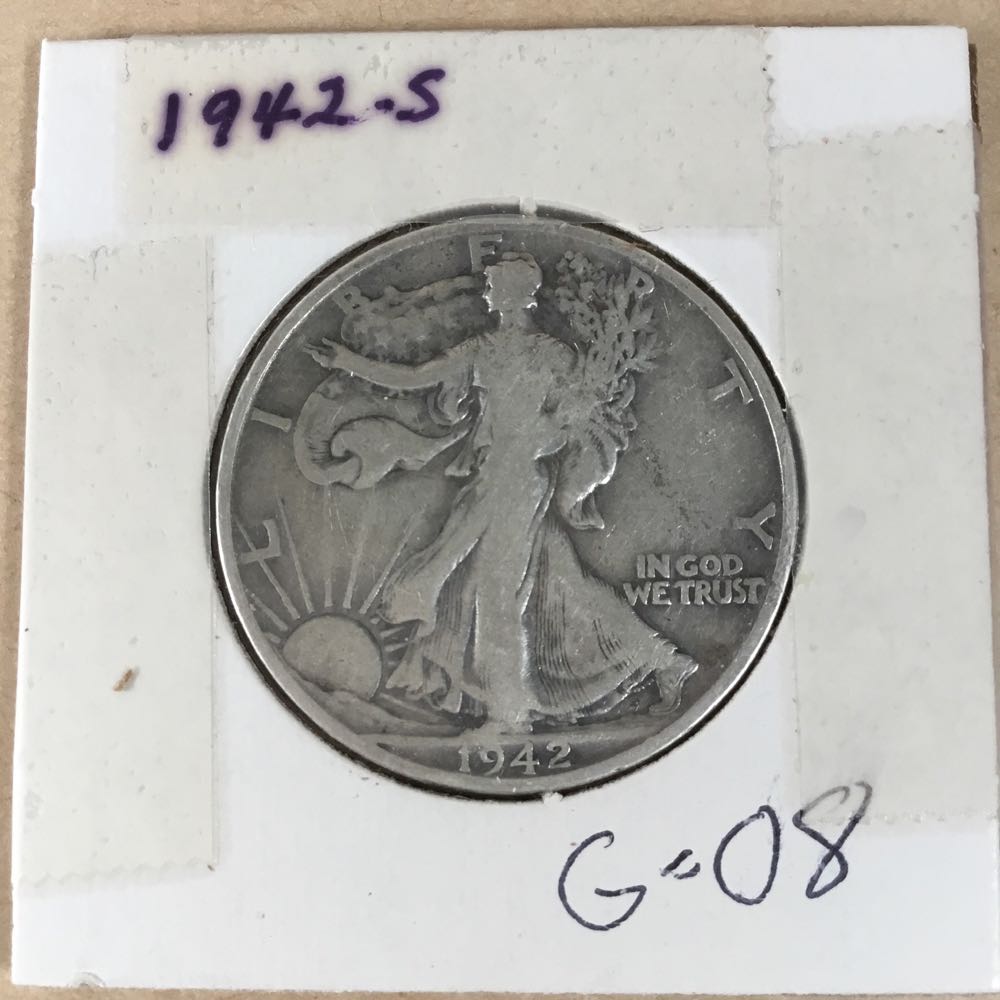 1942-S
LIBERTY
IN GOD
WE TRUST
1942
G-08